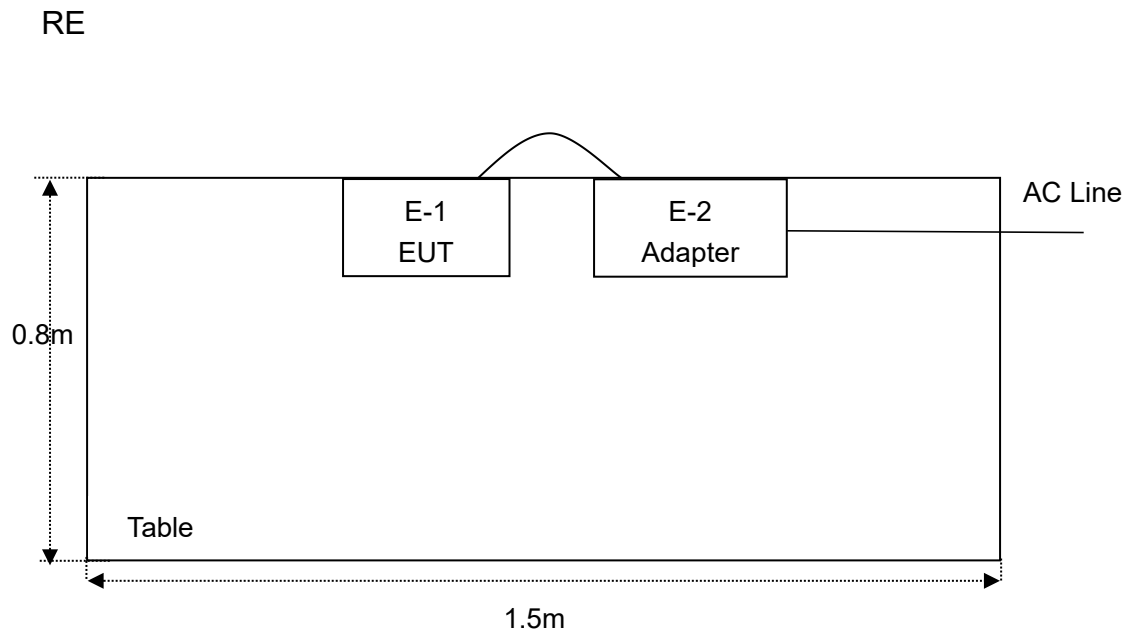 RE
AC Line
E-1
EUT
E-2
Adapter
0.8m
Table
1.5m